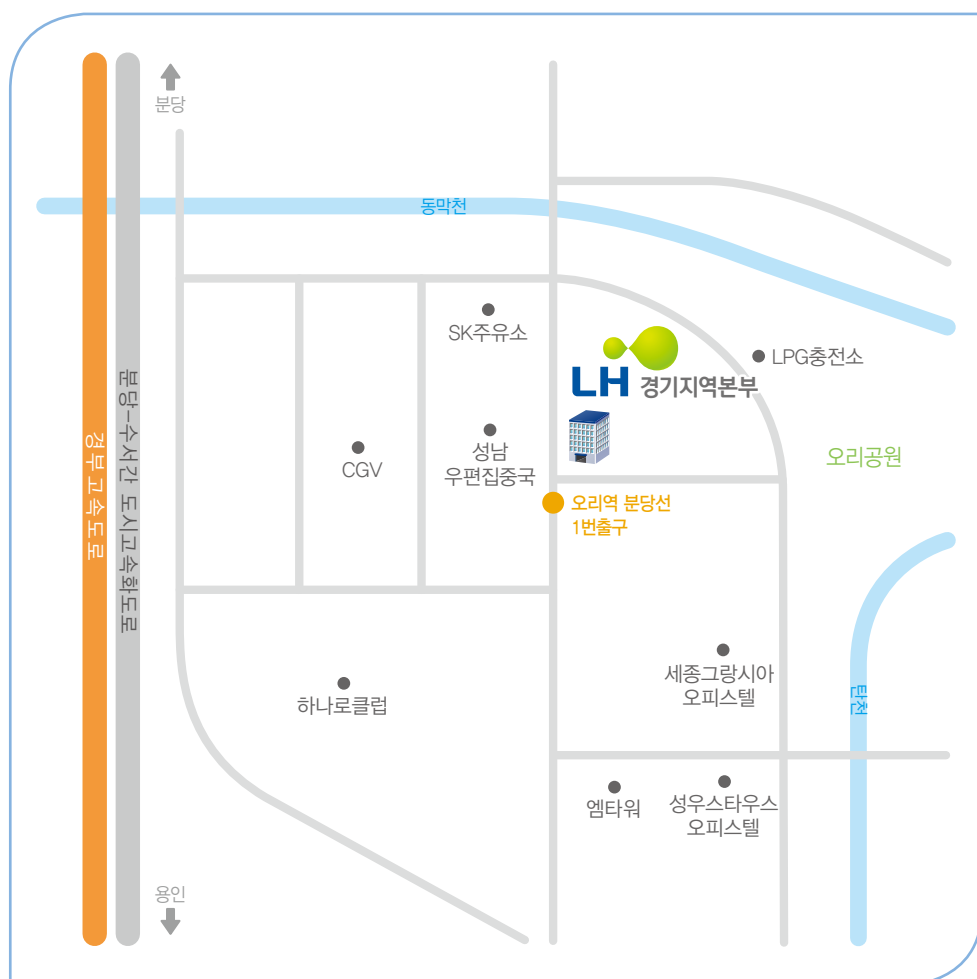 분당
동막천
SK주유소
LPG충전소
LH 경기지역본부
분당-수서간 도시고속화도로
경부고속도로
CGV
성남
우편집중국
오리공원
오리역 분당선
1번출구
세종그랑시아
오피스텔
하나로클럽
탄천
엠타워
성우스타우스
오피스텔
용인